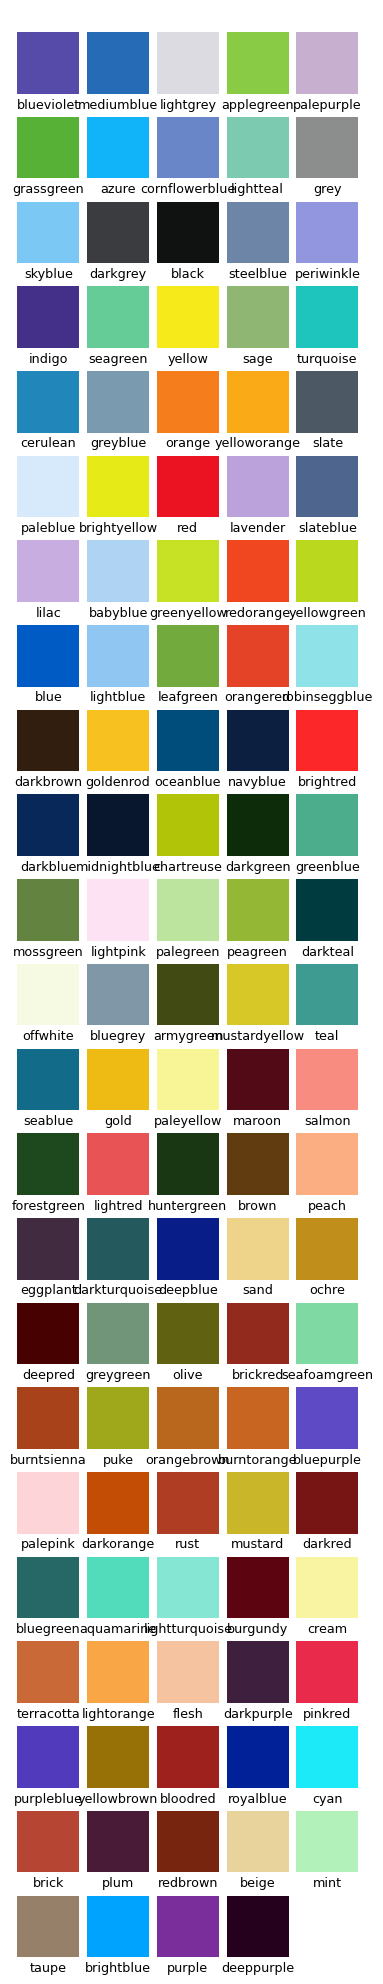 blueviolet mediumblue lightgrey applegreen palepurple
grassgreen azure cornflowerblue lightteal grey
skyblue darkgrey black steelblue periwinkle
indigo seagreen yellow sage turquoise
cerulean greyblue orange yelloworange slate
paleblue brightyellow red lavender slateblue
lilac babyblue greenyellow redorange yellowgreen
blue lightblue leafgreen orangered robinseggblue
darkbrown goldenrod oceanblue navyblue brightred
darkblue midnightblue chartreuse darkgreen greenblue
mossgreen lightpink palegreen peagreen darkteal
offwhite bluegrey armygreen mustardyellow teal
seablue gold paleyellow maroon salmon
forestgreen lightred huntergreen brown peach
eggplant darkturquoise deepblue sand ochre
deepred greygreen olive brickred seafoamgreen
burntsienna puke orangebrown burntorange bluepurple
palepink darkorange rust mustard darkred
bluegreen aquamarine lightturquoise burgundy cream
terracotta lightorange flesh darkpurple pinkred
purpleblue yellowbrown bloodred royalblue cyan
brick plum redbrown beige mint
taupe brightblue purple deeppurple